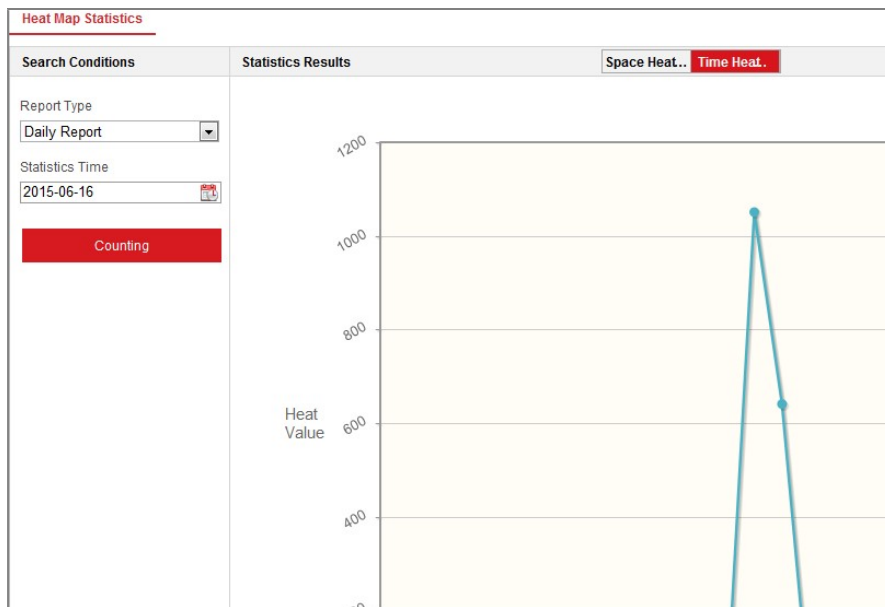 Heat Map Statistics
Search Conditions
Statistics Results
Space Heat...
Time Heat..
Report Type
Daily Report
Statistics Time
2015-06-16
Counting
1200
1000
800
Heat
Value
600
400